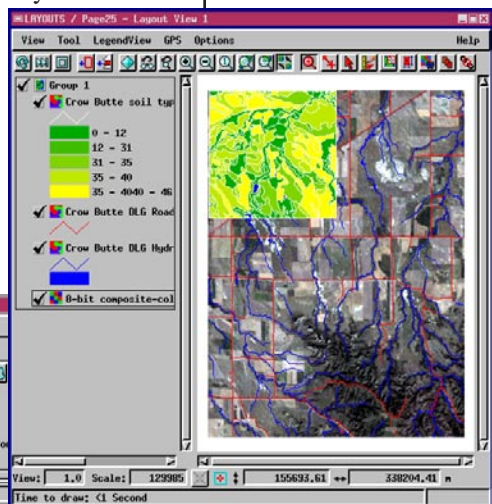 LAYOUTS / Page25 - Layout View 1
View Tool LegendView GPS Options Help
Group 1
Crow Butte soil typ
0 - 12
12 - 31
31 - 35
35 - 40
35 - 4040 - 46
Crow Butte DLG Road
Crow Butte DLG Hydr
8-bit composite-col
View: 1.0 Scale: 129985 155693.61 338204.41 m
Time to draw: <1 Second